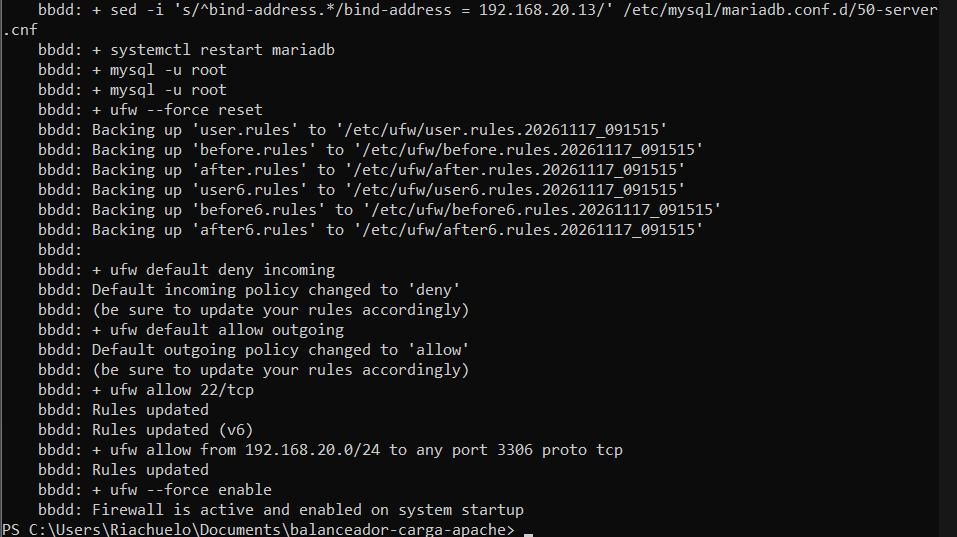 bbdd: + sed -i 's/^bind-address.*/bind-address = 192.168.20.13/' /etc/mysql/mariadb.conf.d/50-server
.cnf
bbdd: + systemctl restart mariadb
bbdd: + mysql -u root
bbdd: + mysql -u root
bbdd: + ufw --force reset
bbdd: Backing up 'user.rules' to '/etc/ufw/user.rules.20261117_091515'
bbdd: Backing up 'before.rules' to '/etc/ufw/before.rules.20261117_091515'
bbdd: Backing up 'after.rules' to '/etc/ufw/after.rules.20261117_091515'
bbdd: Backing up 'user6.rules' to '/etc/ufw/user6.rules.20261117_091515'
bbdd: Backing up 'before6.rules' to '/etc/ufw/before6.rules.20261117_091515'
bbdd: Backing up 'after6.rules' to '/etc/ufw/after6.rules.20261117_091515'
bbdd:
bbdd: + ufw default deny incoming
bbdd: Default incoming policy changed to 'deny'
bbdd: (be sure to update your rules accordingly)
bbdd: + ufw default allow outgoing
bbdd: Default outgoing policy changed to 'allow'
bbdd: (be sure to update your rules accordingly)
bbdd: + ufw allow 22/tcp
bbdd: Rules updated
bbdd: Rules updated (v6)
bbdd: + ufw allow from 192.168.20.0/24 to any port 3306 proto tcp
bbdd: Rules updated
bbdd: + ufw --force enable
bbdd: Firewall is active and enabled on system startup
PS C:\Users\Riachuelo\Documents\balanceador-carga-apache>